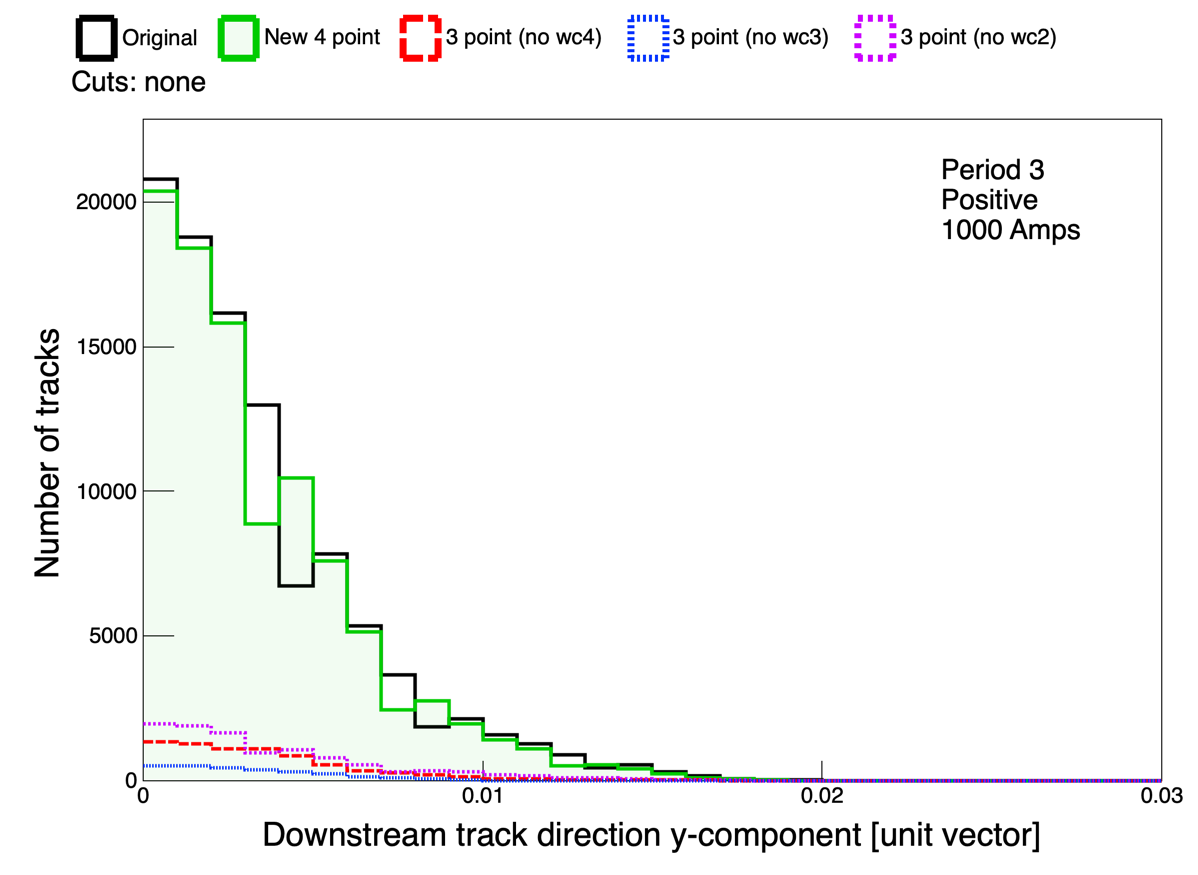 Original New 4 point 3 point (no wc4) 3 point (no wc3) 3 point (no wc2)
Cuts: none
Period 3
Positive
1000 Amps
20000
15000
10000
5000
0
Number of tracks
0 0.01 0.02 0.03
Downstream track direction y-component [unit vector]